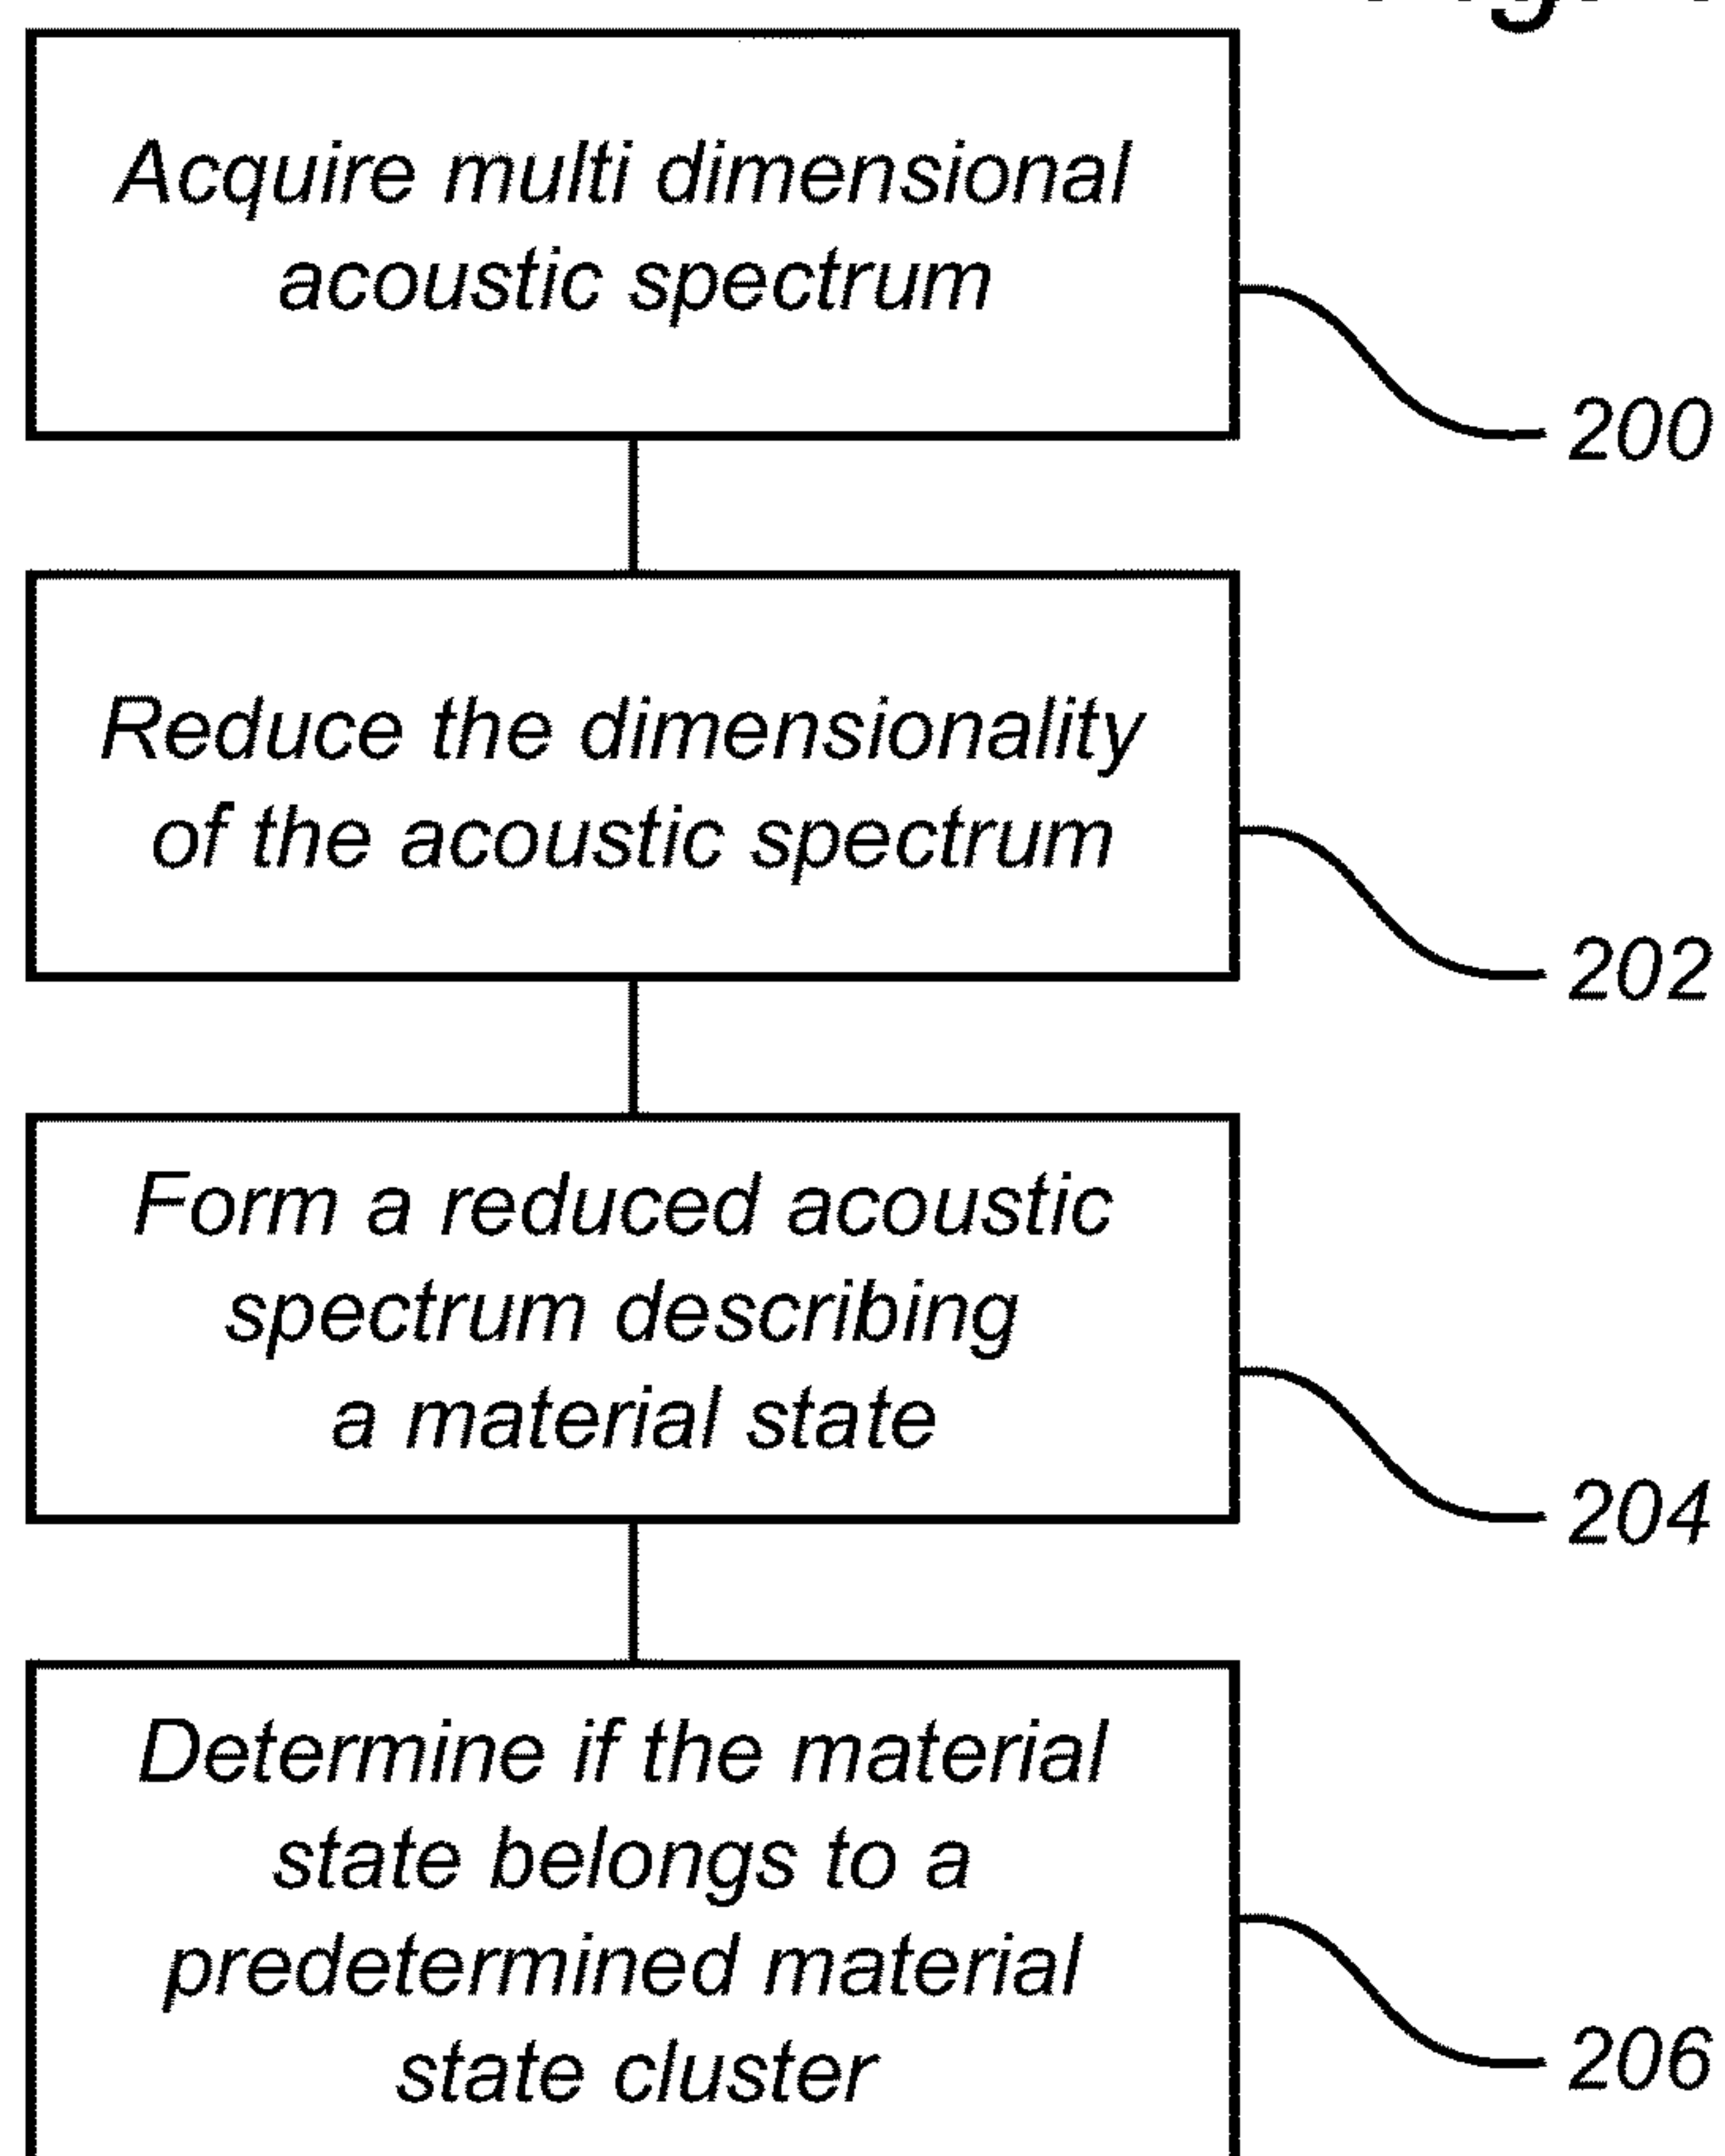 Acquire multi dimensional
acoustic spectrum
200
Reduce the dimensionality
of the acoustic spectrum
202
Form a reduced acoustic
spectrum describing
a material state
204
Determine if the material
state belongs to a
predetermined material
state cluster
206